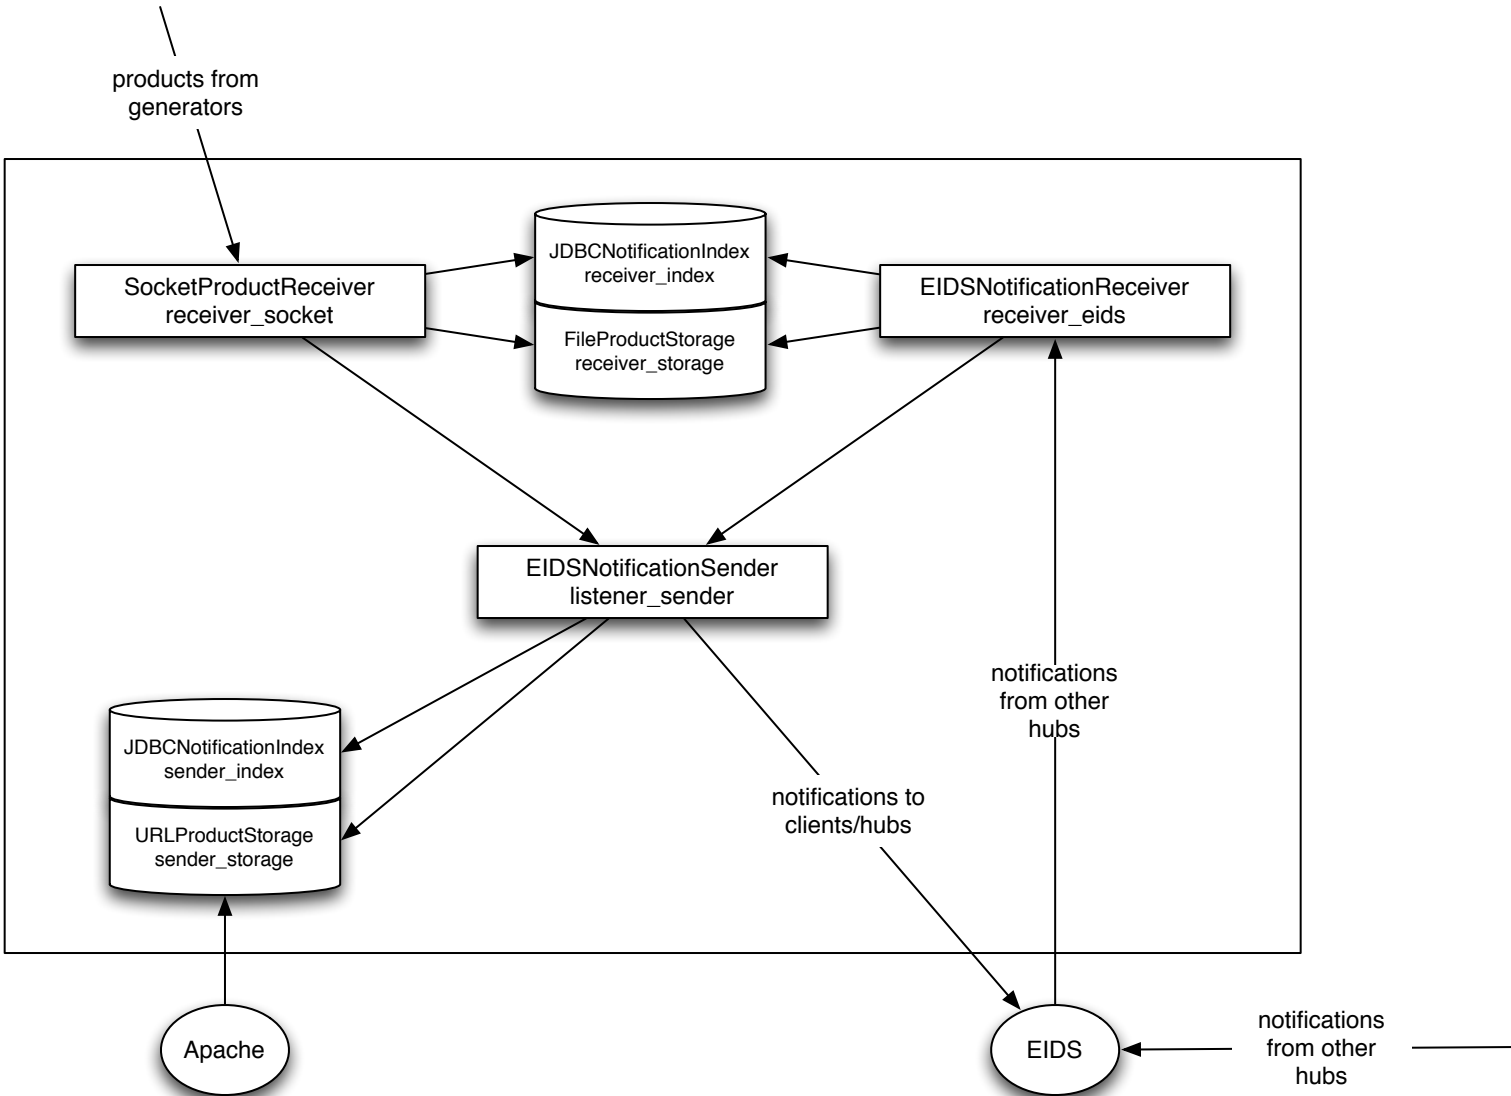 products from
generators
JDBCNotificationIndex
receiver_index
SocketProductReceiver
receiver_socket
EIDSNotificationReceiver
receiver_eids
FileProductStorage
receiver_storage
EIDSNotificationSender
listener_sender
notifications
from other
hubs
JDBCNotificationIndex
sender_index
notifications to
clients/hubs
URLProductStorage
sender_storage
Apache
EIDS
notifications
from other
hubs